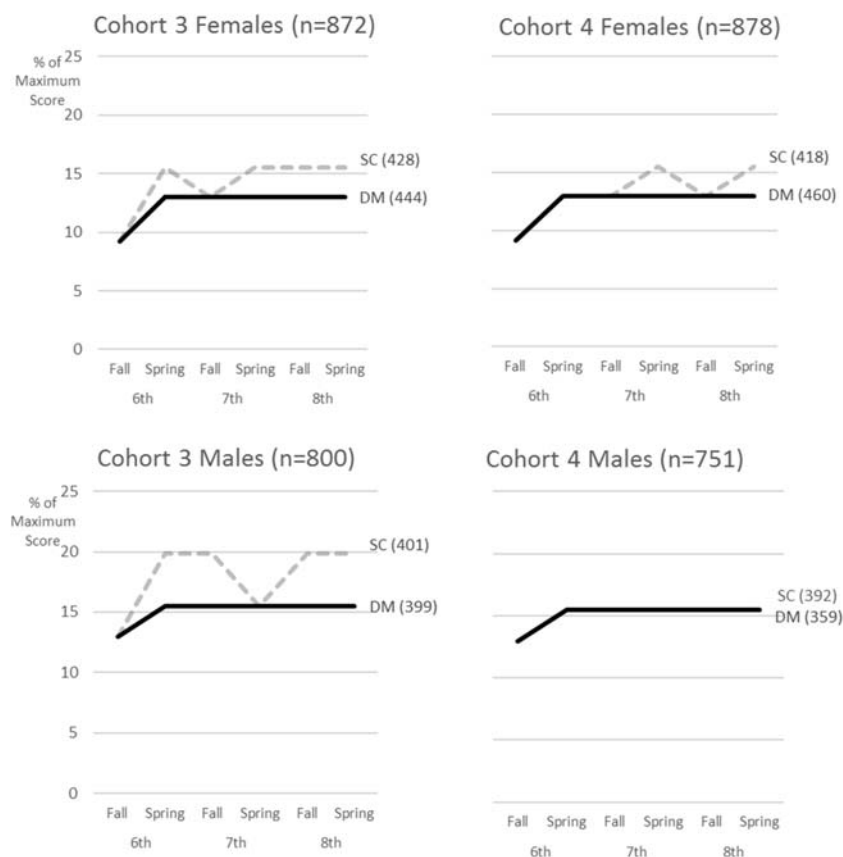 Cohort 3 Females (n=872)
25
% of
Maximum
Score
20
15
10
5
0
SC (428)
DM (444)
Fall Spring Fall Spring Fall Spring
6th 7th 8th
Cohort 4 Females (n=878)
SC (418)
DM (460)
Fall Spring Fall Spring Fall Spring
6th 7th 8th
Cohort 3 Males (n=800)
25
% of
Maximum
Score
20
15
10
5
0
SC (401)
DM (399)
Fall Spring Fall Spring Fall Spring
6th 7th 8th
Cohort 4 Males (n=751)
SC (392)
DM (359)
Fall Spring Fall Spring Fall Spring
6th 7th 8th